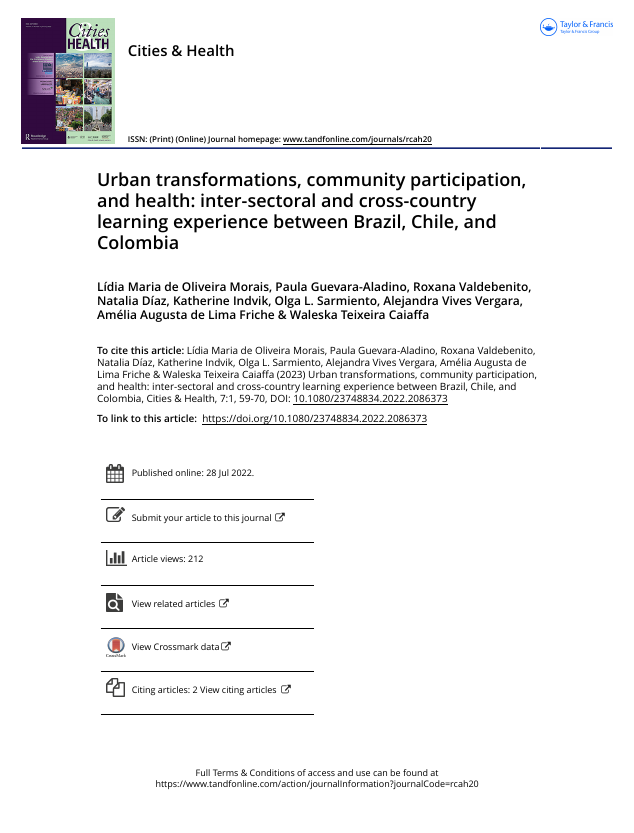 Cities
HEALTH
Taylor & Francis
Taylor & Francis Group
Cities & Health
Routledge
ISSN: (Print) (Online) Journal homepage: www.tandfonline.com/journals/rcah20
Urban transformations, community participation,
and health: inter-sectoral and cross-country
learning experience between Brazil, Chile, and
Colombia
Lídia Maria de Oliveira Morais, Paula Guevara-Aladino, Roxana Valdebenito,
Natalia Díaz, Katherine Indvik, Olga L. Sarmiento, Alejandra Vives Vergara,
Amélia Augusta de Lima Friche & Waleska Teixeira Caiaffa
To cite this article: Lídia Maria de Oliveira Morais, Paula Guevara-Aladino, Roxana Valdebenito,
Natalia Díaz, Katherine Indvik, Olga L. Sarmiento, Alejandra Vives Vergara, Amélia Augusta de
Lima Friche & Waleska Teixeira Caiaffa (2023) Urban transformations, community participation,
and health: inter-sectoral and cross-country learning experience between Brazil, Chile, and
Colombia, Cities & Health, 7:1, 59-70, DOI: 10.1080/23748834.2022.2086373
To link to this article: https://doi.org/10.1080/23748834.2022.2086373
Published online: 28 Jul 2022.
Submit your article to this journal
Article views: 212
View related articles
View Crossmark data
CrossMark
Citing articles: 2 View citing articles
Full Terms & Conditions of access and use can be found at
https://www.tandfonline.com/action/journalInformation?journalCode=rcah20